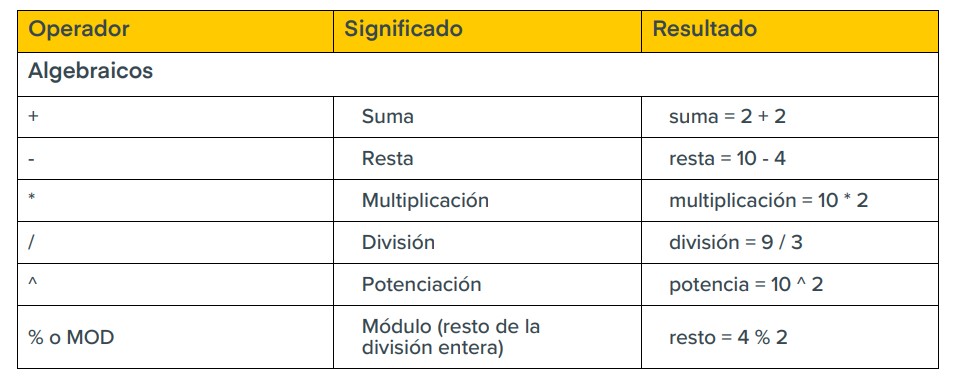 Operador Significado Resultado
Algebraicos
+ Suma suma = 2 + 2
- Resta resta = 10 - 4
* Multiplicación multiplicación = 10 * 2
/ División división = 9 / 3
^ Potenciación potencia = 10 ^ 2
% o MOD Módulo (resto de la
división entera) resto = 4 % 2